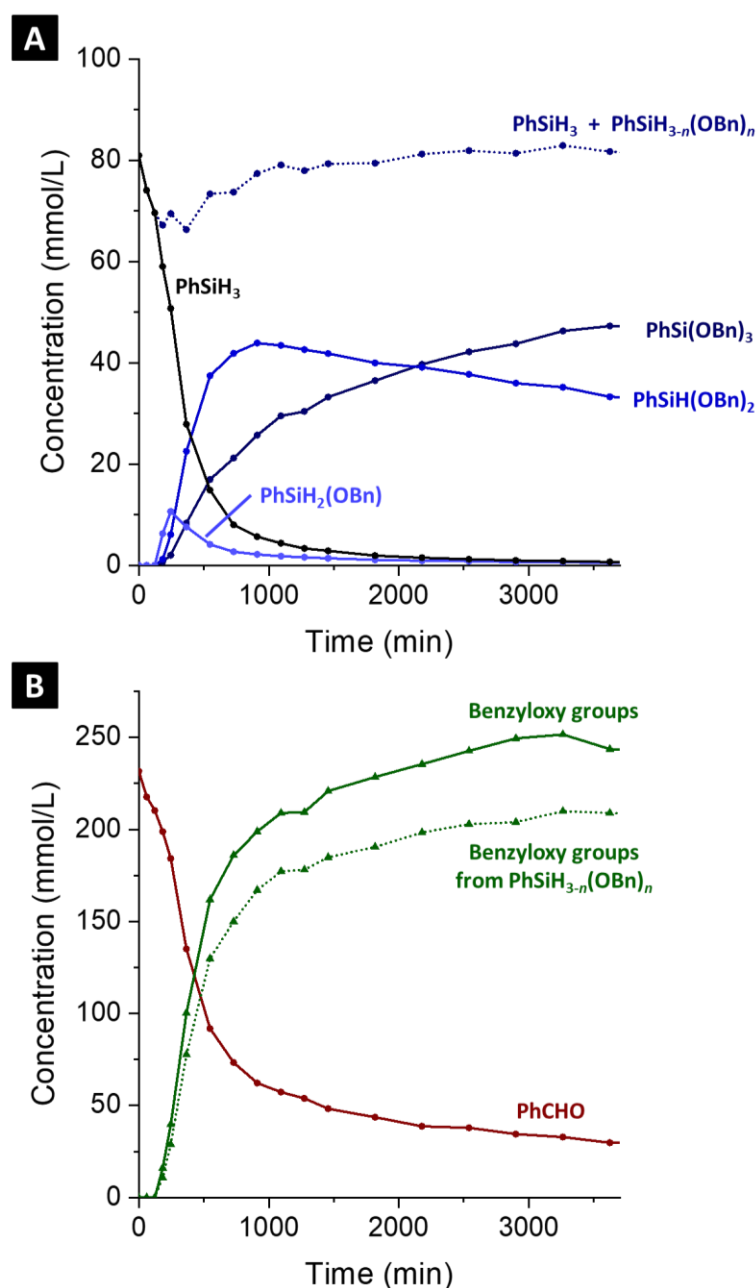 A
100
80
60
40
20
0
Concentration (mmol/L)
PhSiH₃ + PhSiH₃₋ₙ(OBn)ₙ
PhSiH₃
PhSi(OBn)₃
PhSiH(OBn)₂
PhSiH₂(OBn)
0 1000 2000 3000
Time (min)
B
250
200
150
100
50
0
Concentration (mmol/L)
Benzyloxy groups
Benzyloxy groups
from PhSiH₃₋ₙ(OBn)ₙ
PhCHO
0 1000 2000 3000
Time (min)